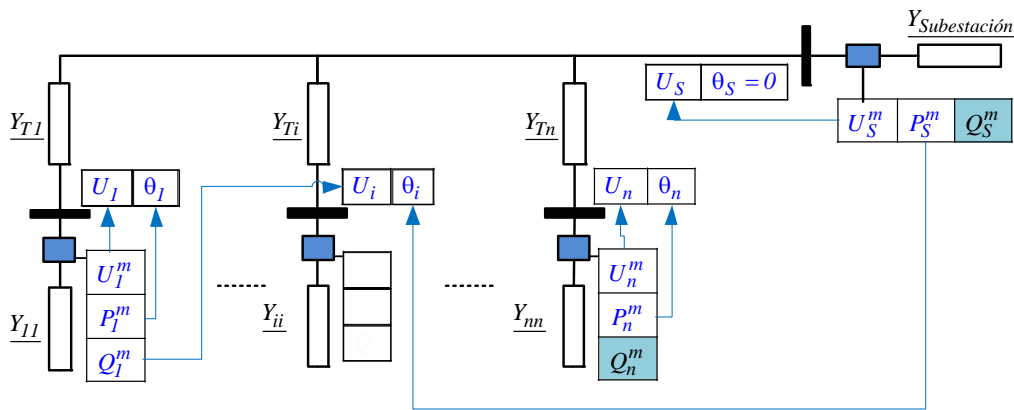 Y_Subestación
U_S θ_S = 0
Y_T1 Y_Ti Y_Tn
U_S^m P_S^m Q_S^m
U_1 θ_1 U_i θ_i U_n θ_n
U_1^m U_n^m
Y_11 P_1^m Y_ii Y_nn P_n^m
Q_1^m Q_n^m